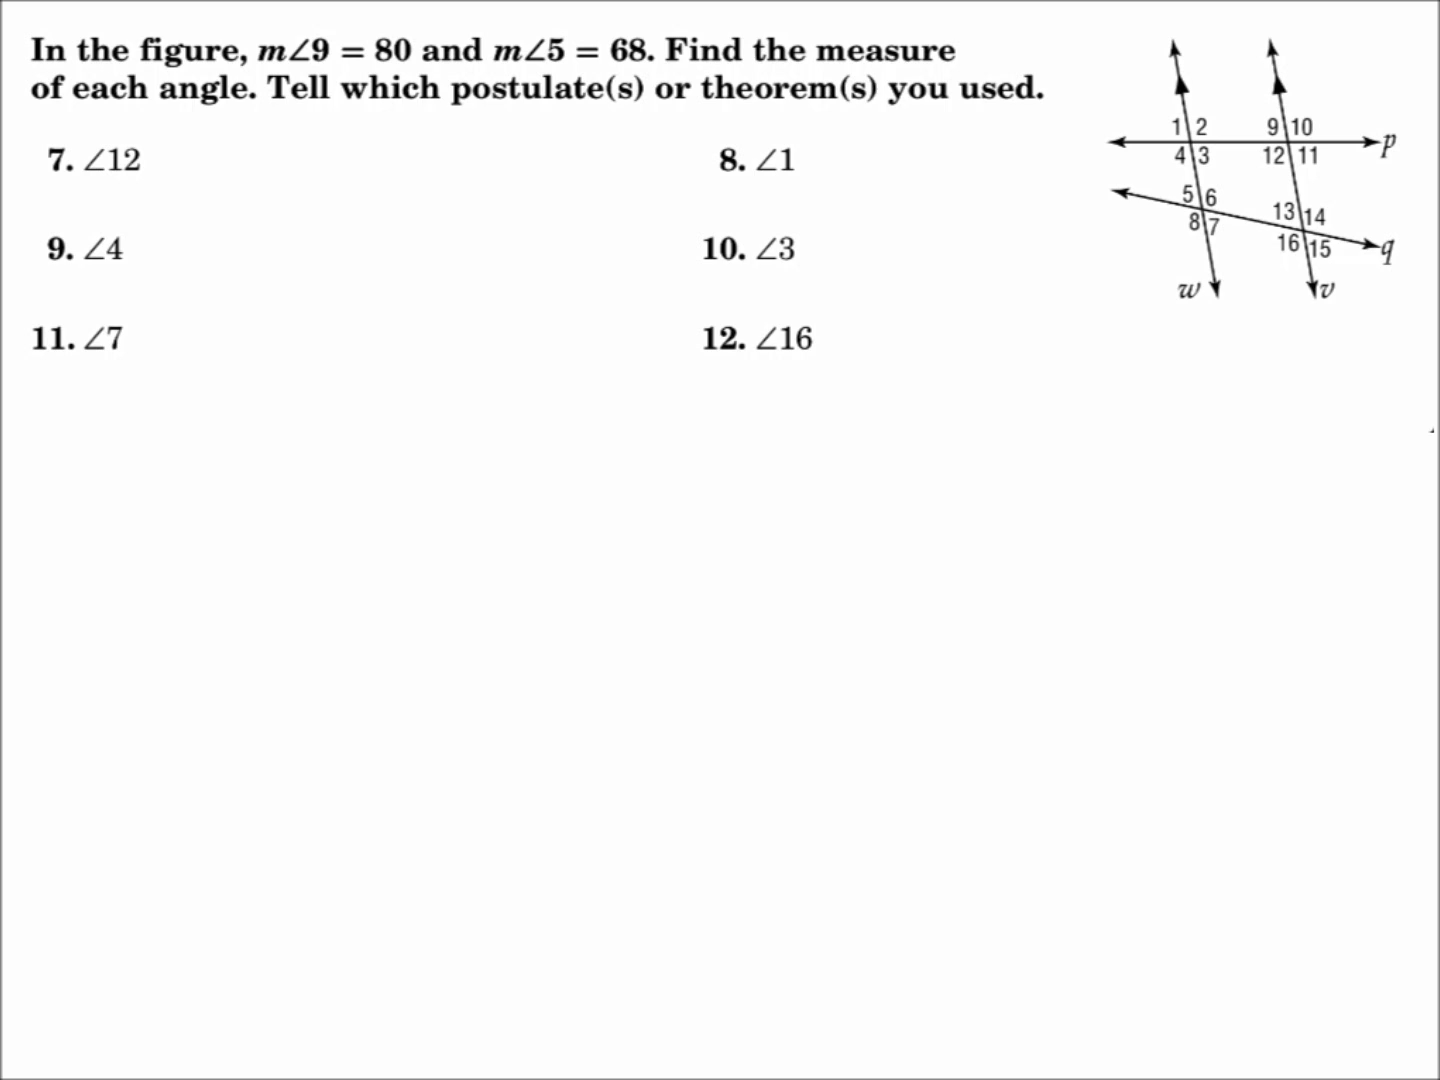 In the figure, m∠9 = 80 and m∠5 = 68. Find the measure
of each angle. Tell which postulate(s) or theorem(s) you used.
7. ∠12
8. ∠1
9. ∠4
10. ∠3
11. ∠7
12. ∠16
1 2 9 10
p
4 3 12 11
5 6 13 14
8 7 16 15
q
w v